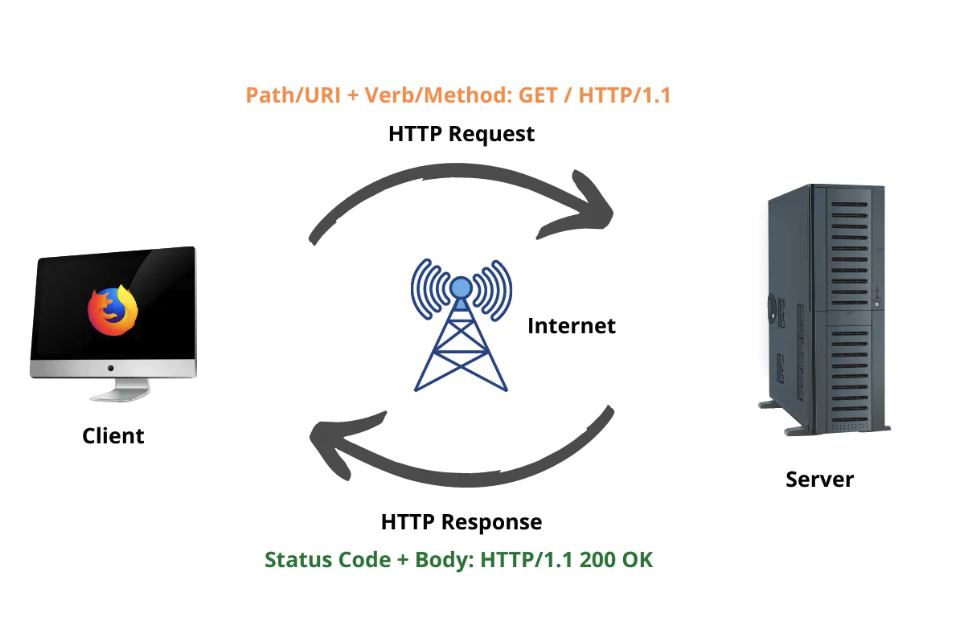 Path/URI + Verb/Method: GET / HTTP/1.1
HTTP Request
Internet
Client
Server
HTTP Response
Status Code + Body: HTTP/1.1 200 OK